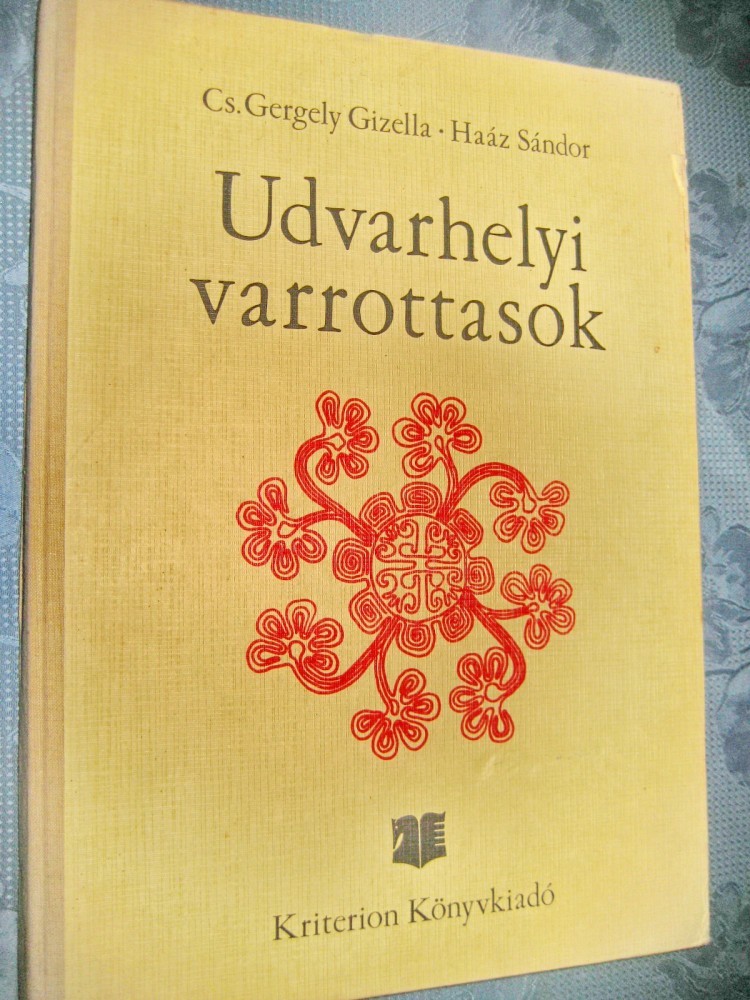 Cs. Gergely Gizella · Haáz Sándor
Udvarhelyi
varrottasok
Kriterion Könyvkiadó